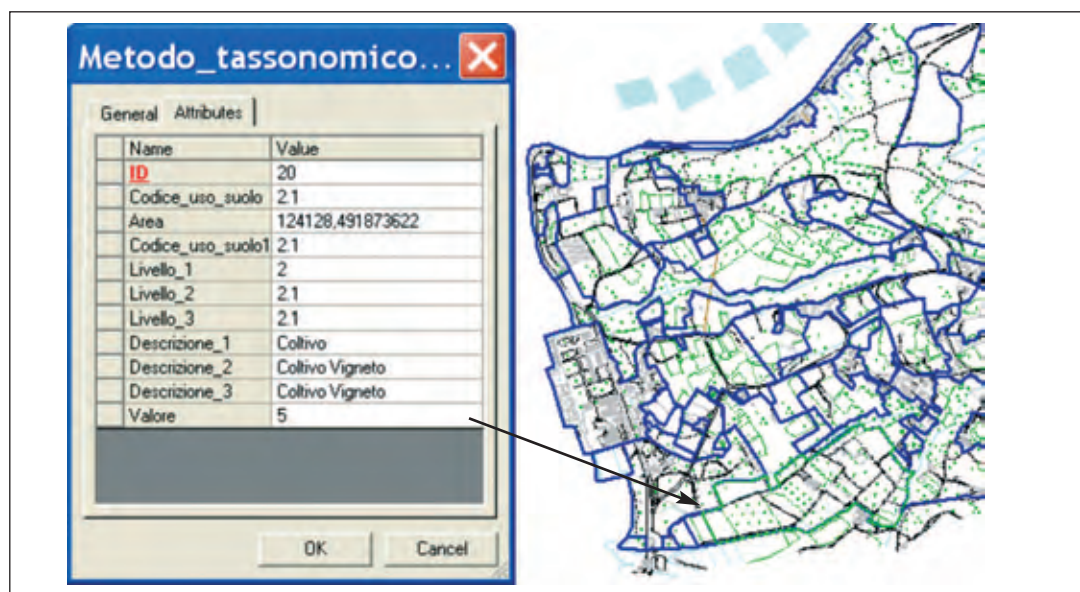 Metodo_tassonomico...
General Attributes
Name Value
ID 20
Codice_uso_suolo 2.1
Area 124128,491873622
Codice_uso_suolo1 2.1
Livello_1 2
Livello_2 2.1
Livello_3 2.1
Descrizione_1 Coltivo
Descrizione_2 Coltivo Vigneto
Descrizione_3 Coltivo Vigneto
Valore 5
OK Cancel